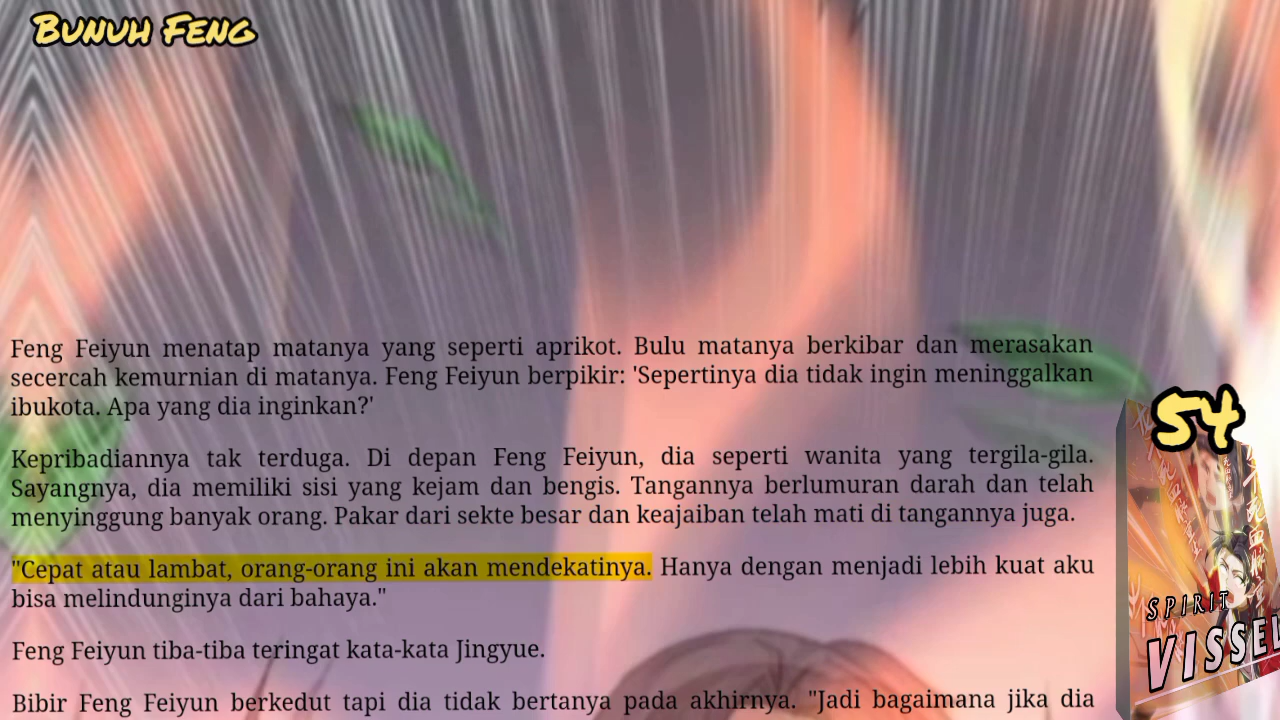 Bunuh Feng
Feng Feiyun menatap matanya yang seperti aprikot. Bulu matanya berkibar dan merasakan
secercah kemurnian di matanya. Feng Feiyun berpikir: 'Sepertinya dia tidak ingin meninggalkan
ibukota. Apa yang dia inginkan?'
Kepribadiannya tak terduga. Di depan Feng Feiyun, dia seperti wanita yang tergila-gila.
Sayangnya, dia memiliki sisi yang kejam dan bengis. Tangannya berlumuran darah dan telah
menyinggung banyak orang. Pakar dari sekte besar dan keajaiban telah mati di tangannya juga.
"Cepat atau lambat, orang-orang ini akan mendekatinya. Hanya dengan menjadi lebih kuat aku
bisa melindunginya dari bahaya."
Feng Feiyun tiba-tiba teringat kata-kata Jingyue.
Bibir Feng Feiyun berkedut tapi dia tidak bertanya pada akhirnya. "Jadi bagaimana jika dia
54
SPIRIT
VISSEL